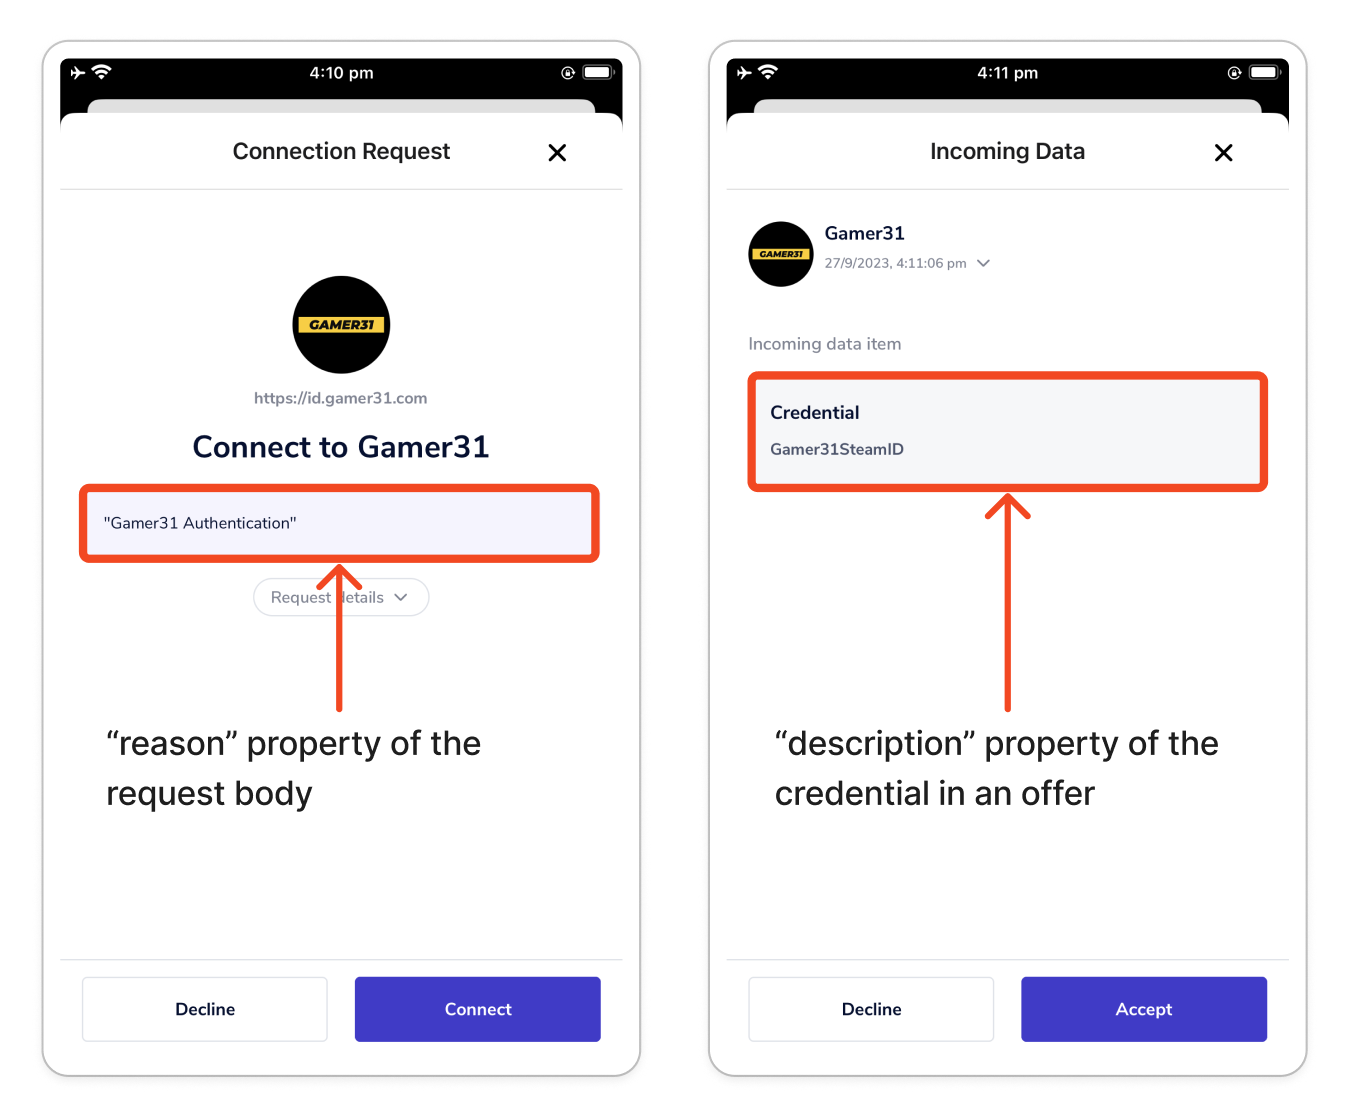 4:10 pm
Connection Request
GAMER31
https://id.gamer31.com
Connect to Gamer31
"Gamer31 Authentication"
Request details
“reason” property of the
request body
Decline
Connect
4:11 pm
Incoming Data
GAMER31
Gamer31
27/9/2023, 4:11:06 pm
Incoming data item
Credential
Gamer31SteamID
“description” property of the
credential in an offer
Decline
Accept